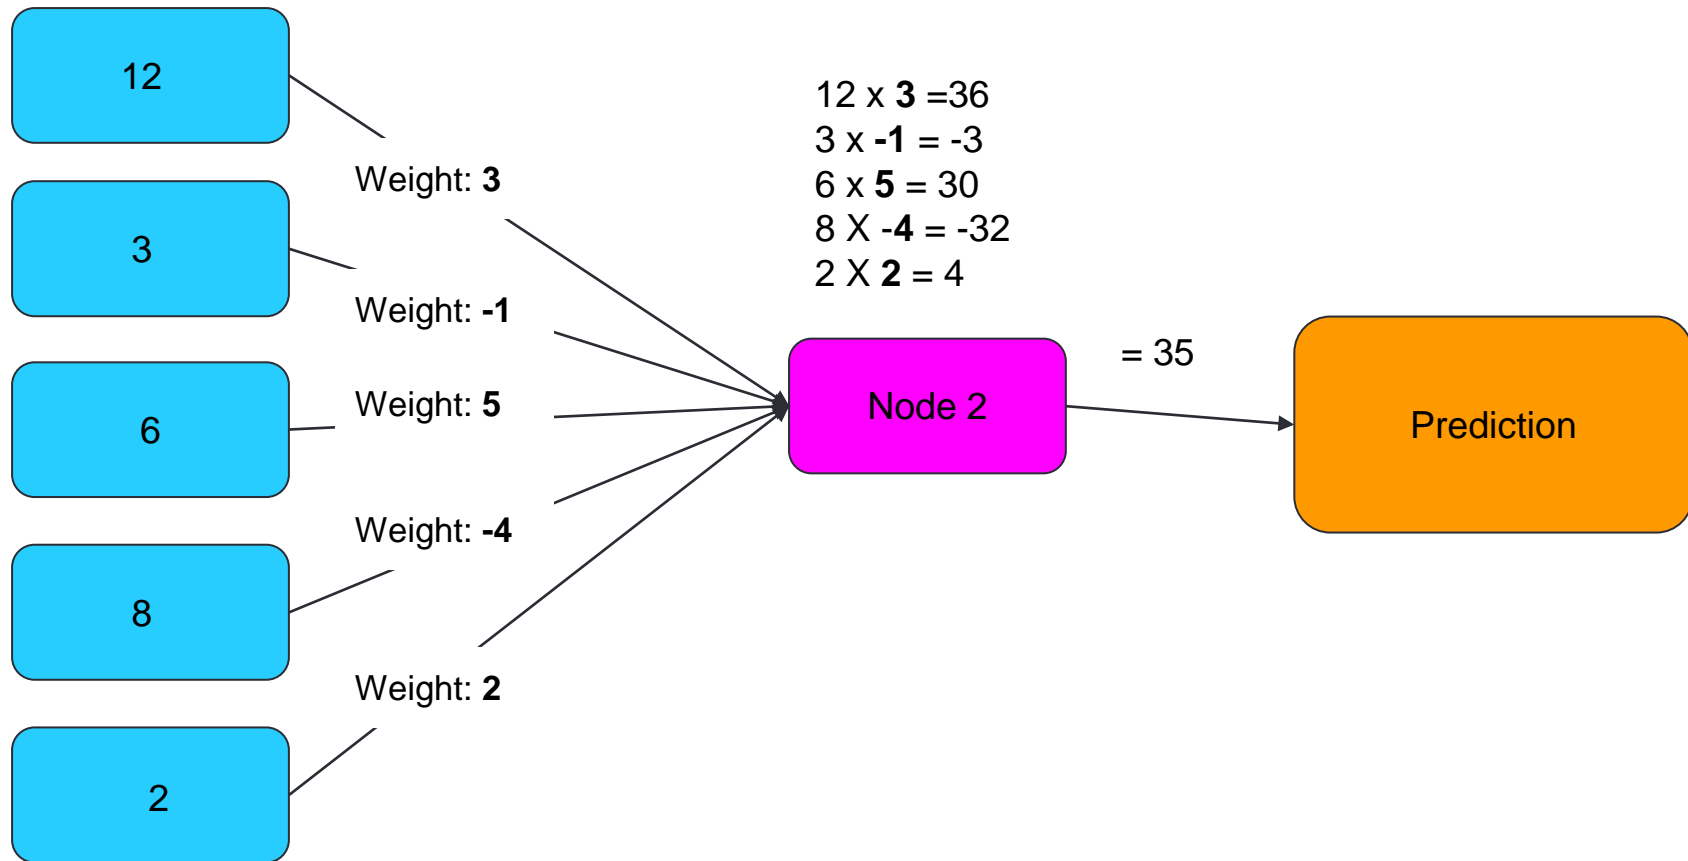 12
Weight: 3
3
Weight: -1
6
Weight: 5
8
Weight: -4
2
Weight: 2
12 x 3 =36
3 x -1 = -3
6 x 5 = 30
8 X -4 = -32
2 X 2 = 4
Node 2
= 35
Prediction